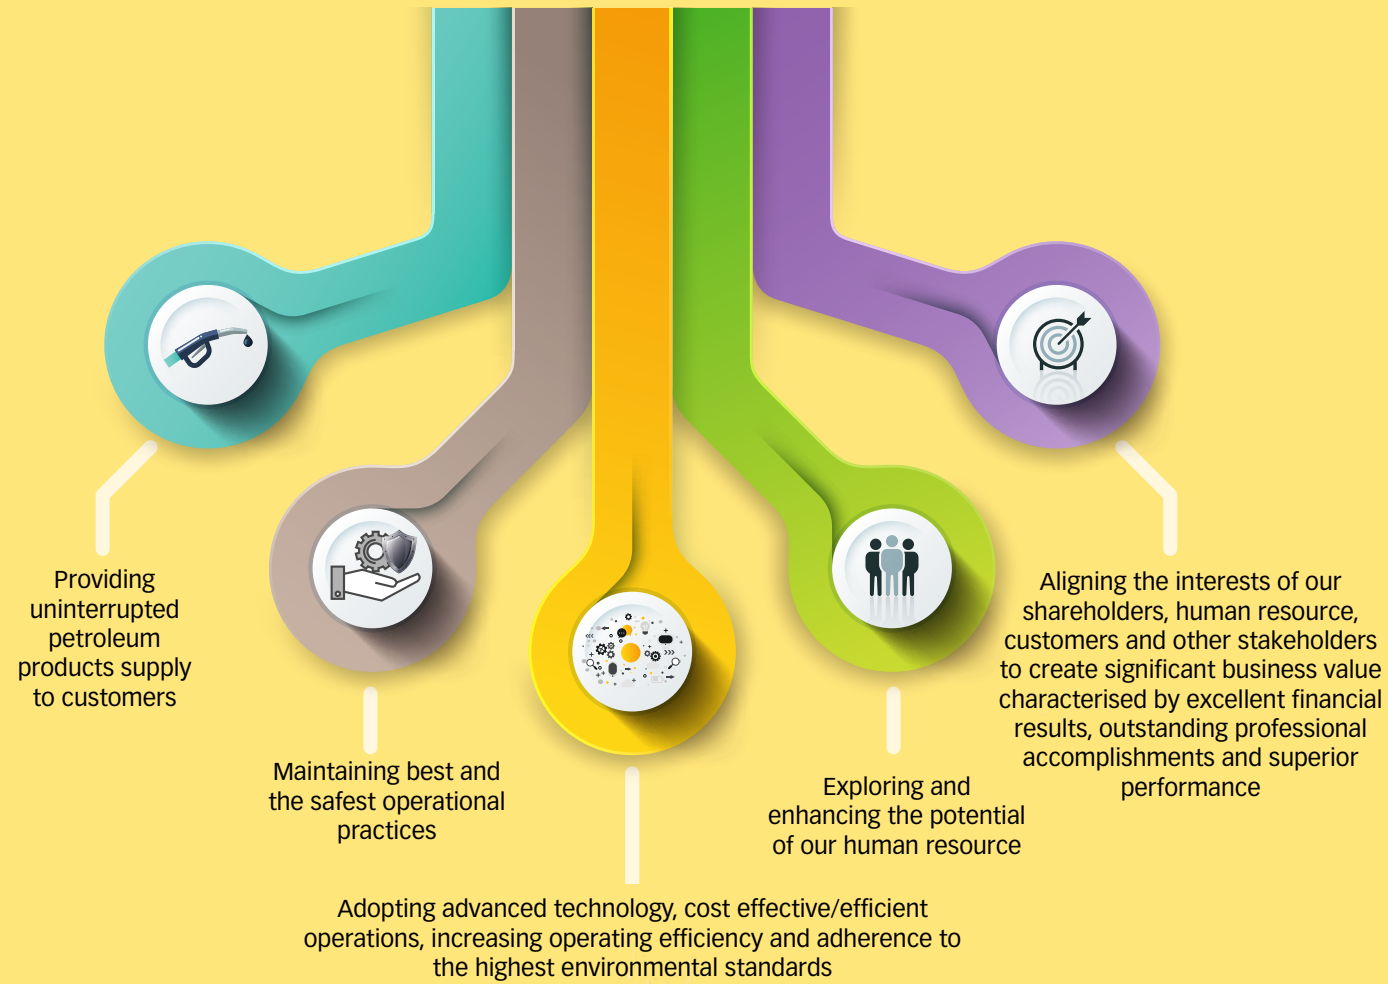 Providing
uninterrupted
petroleum
products supply
to customers
Maintaining best and
the safest operational
practices
Adopting advanced technology, cost effective/efficient
operations, increasing operating efficiency and adherence to
the highest environmental standards
Exploring and
enhancing the potential
of our human resource
Aligning the interests of our
shareholders, human resource,
customers and other stakeholders
to create significant business value
characterised by excellent financial
results, outstanding professional
accomplishments and superior
performance